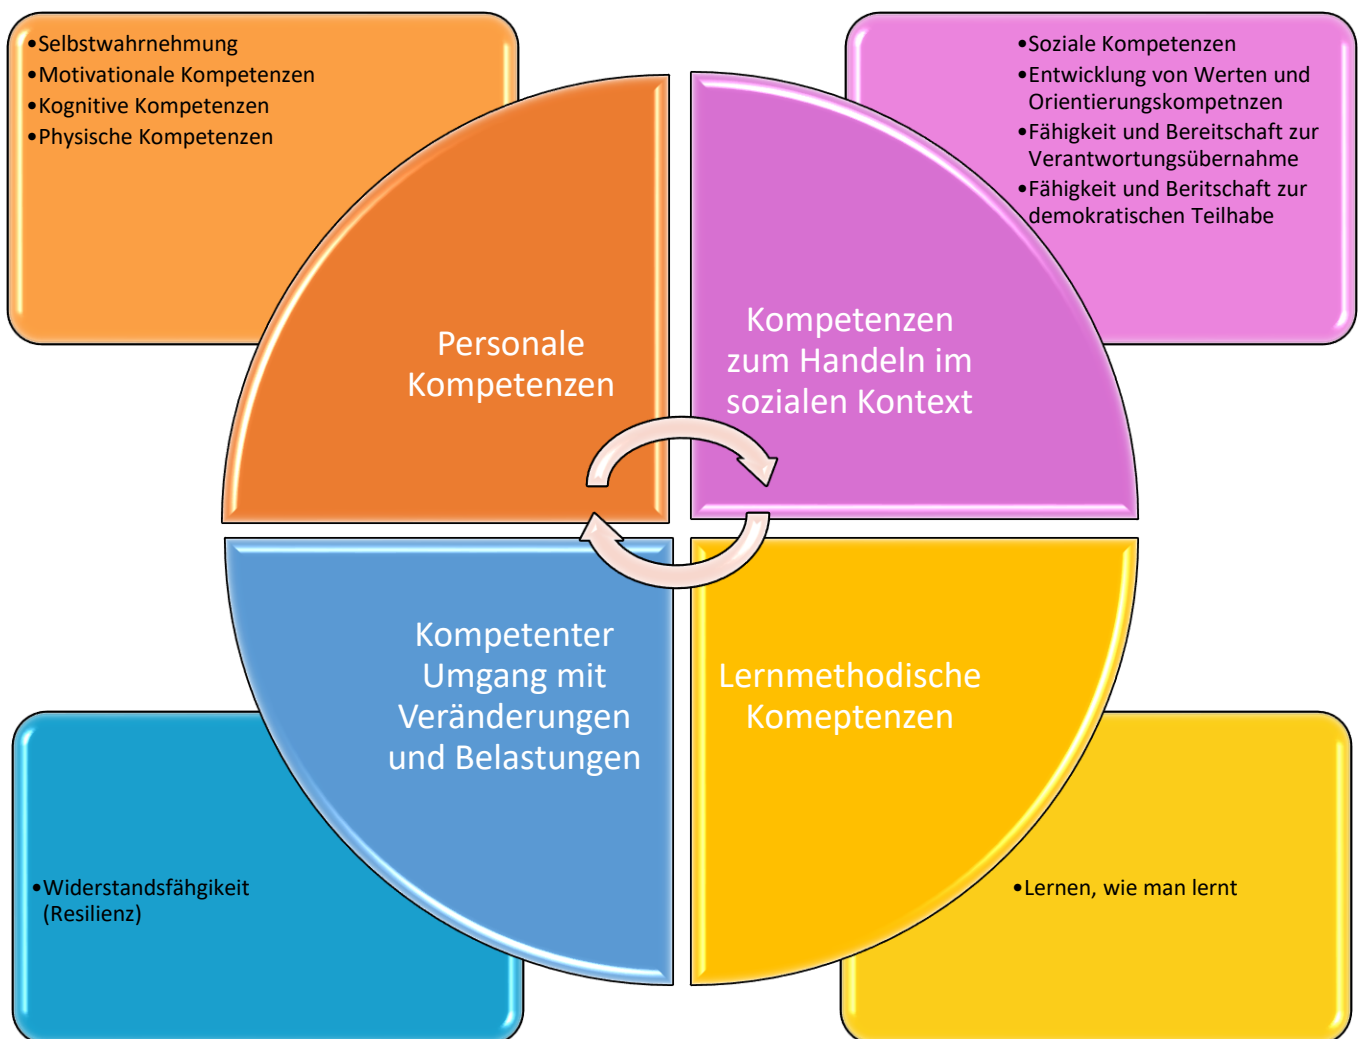 •Selbstwahrnehmung
•Motivationale Kompetenzen
•Kognitive Kompetenzen
•Physische Kompetenzen
•Soziale Kompetenzen
•Entwicklung von Werten und
Orientierungskompetnzen
•Fähigkeit und Bereitschaft zur
Verantwortungsübernahme
•Fähigkeit und Beritschaft zur
demokratischen Teilhabe
Personale
Kompetenzen
Kompetenzen
zum Handeln im
sozialen Kontext
Kompetenter
Umgang mit
Veränderungen
und Belastungen
Lernmethodische
Komeptenzen
•Widerstandsfähgikeit
(Resilienz)
•Lernen, wie man lernt